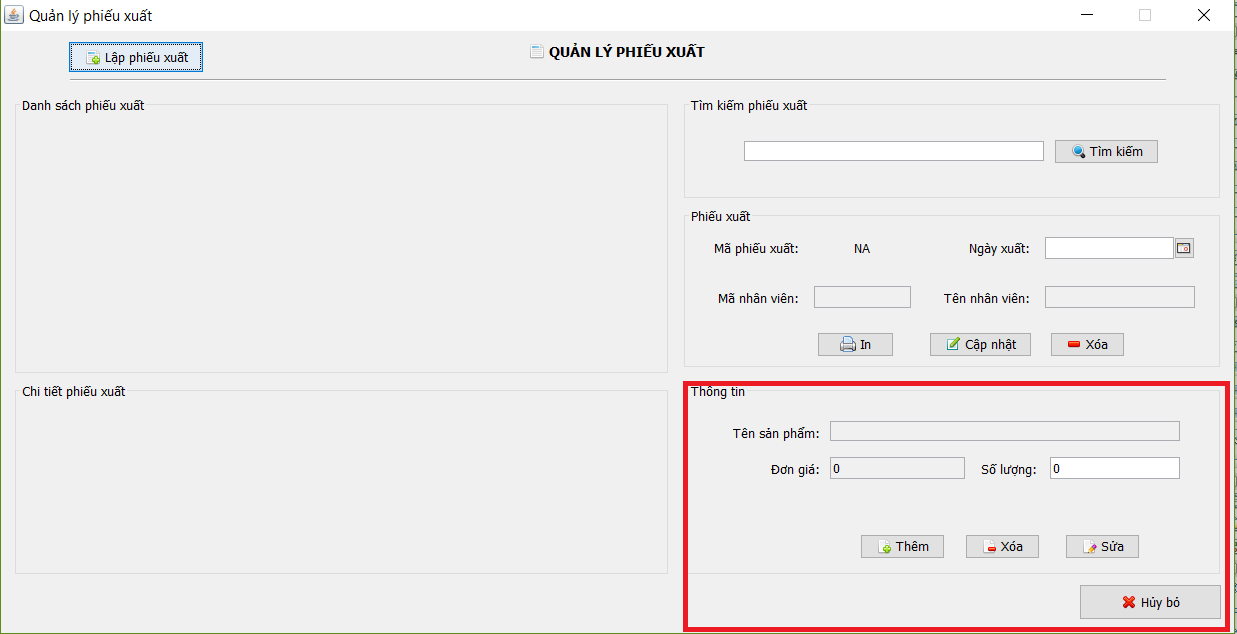 Quản lý phiếu xuất
Lập phiếu xuất
QUẢN LÝ PHIẾU XUẤT
Danh sách phiếu xuất
Tìm kiếm phiếu xuất
Tìm kiếm
Phiếu xuất
Mã phiếu xuất: NA Ngày xuất:
Mã nhân viên: Tên nhân viên:
In Cập nhật Xóa
Chi tiết phiếu xuất
Thông tin
Tên sản phẩm:
Đơn giá: 0 Số lượng: 0
Thêm Xóa Sửa
Hủy bỏ